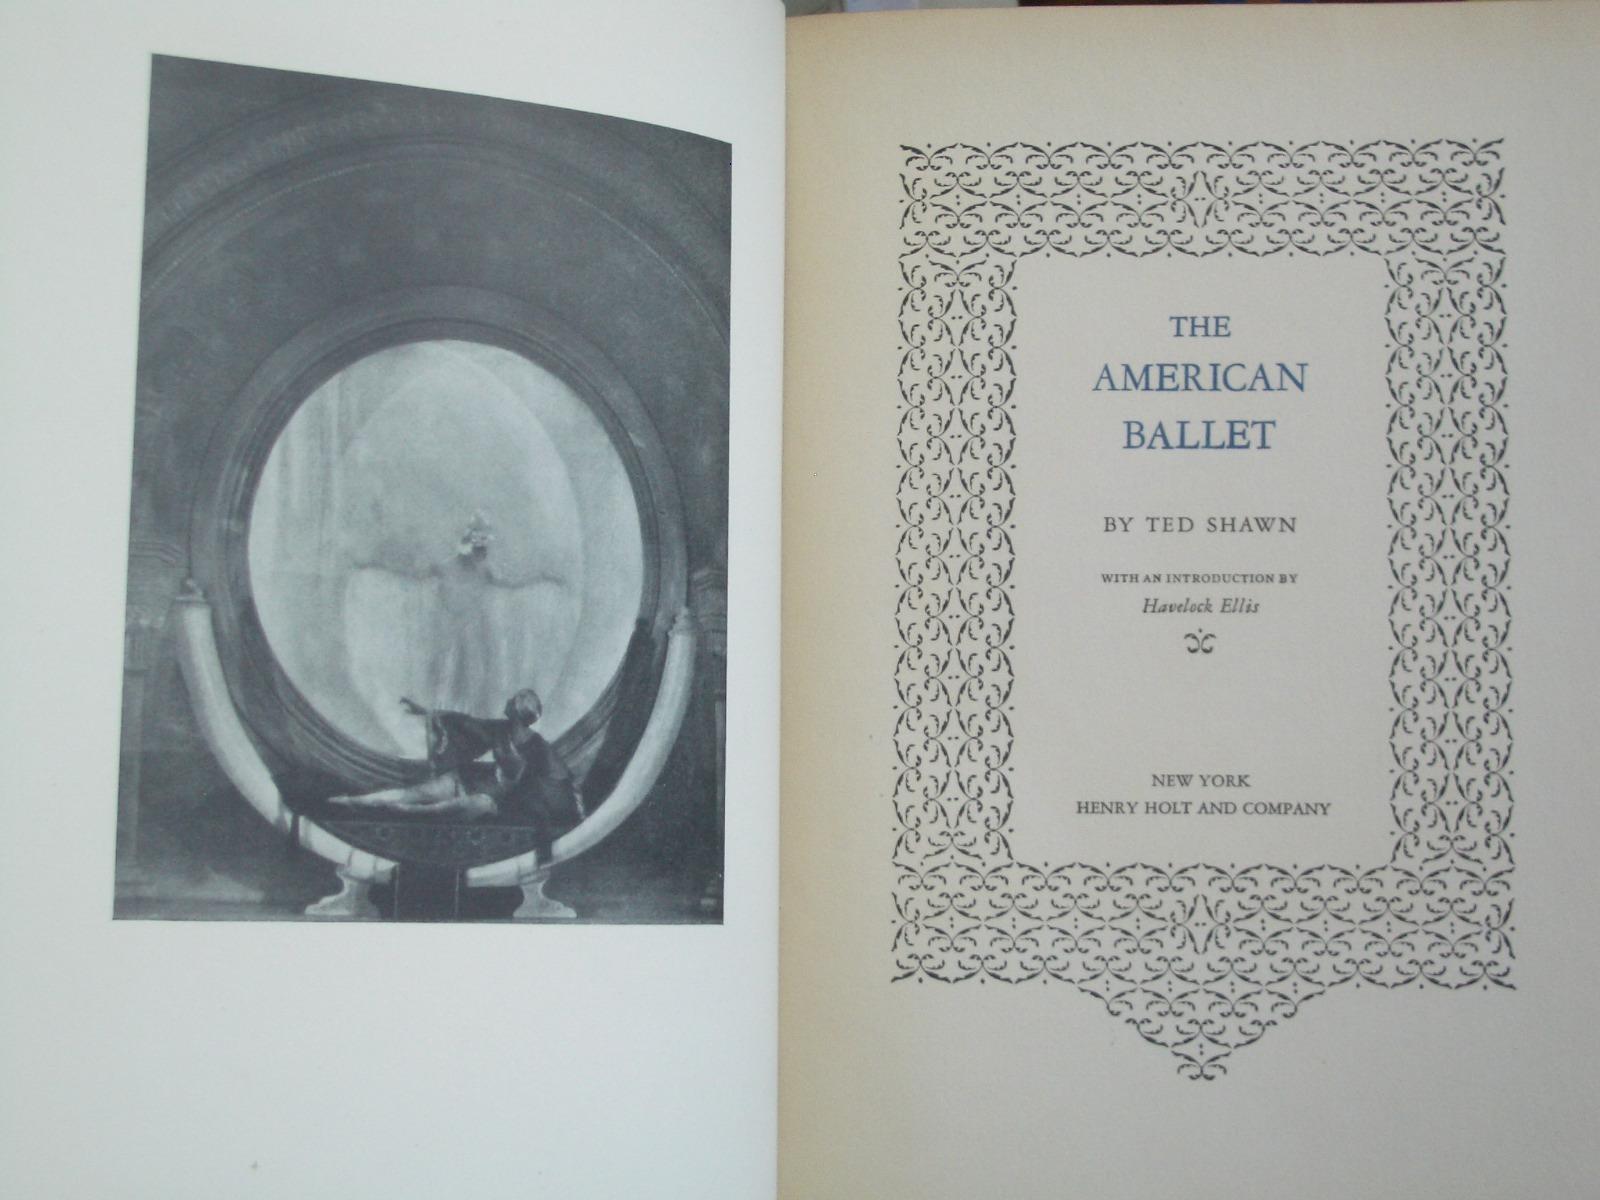 THE
AMERICAN
BALLET
BY TED SHAWN
WITH AN INTRODUCTION BY
Havelock Ellis
NEW YORK
HENRY HOLT AND COMPANY